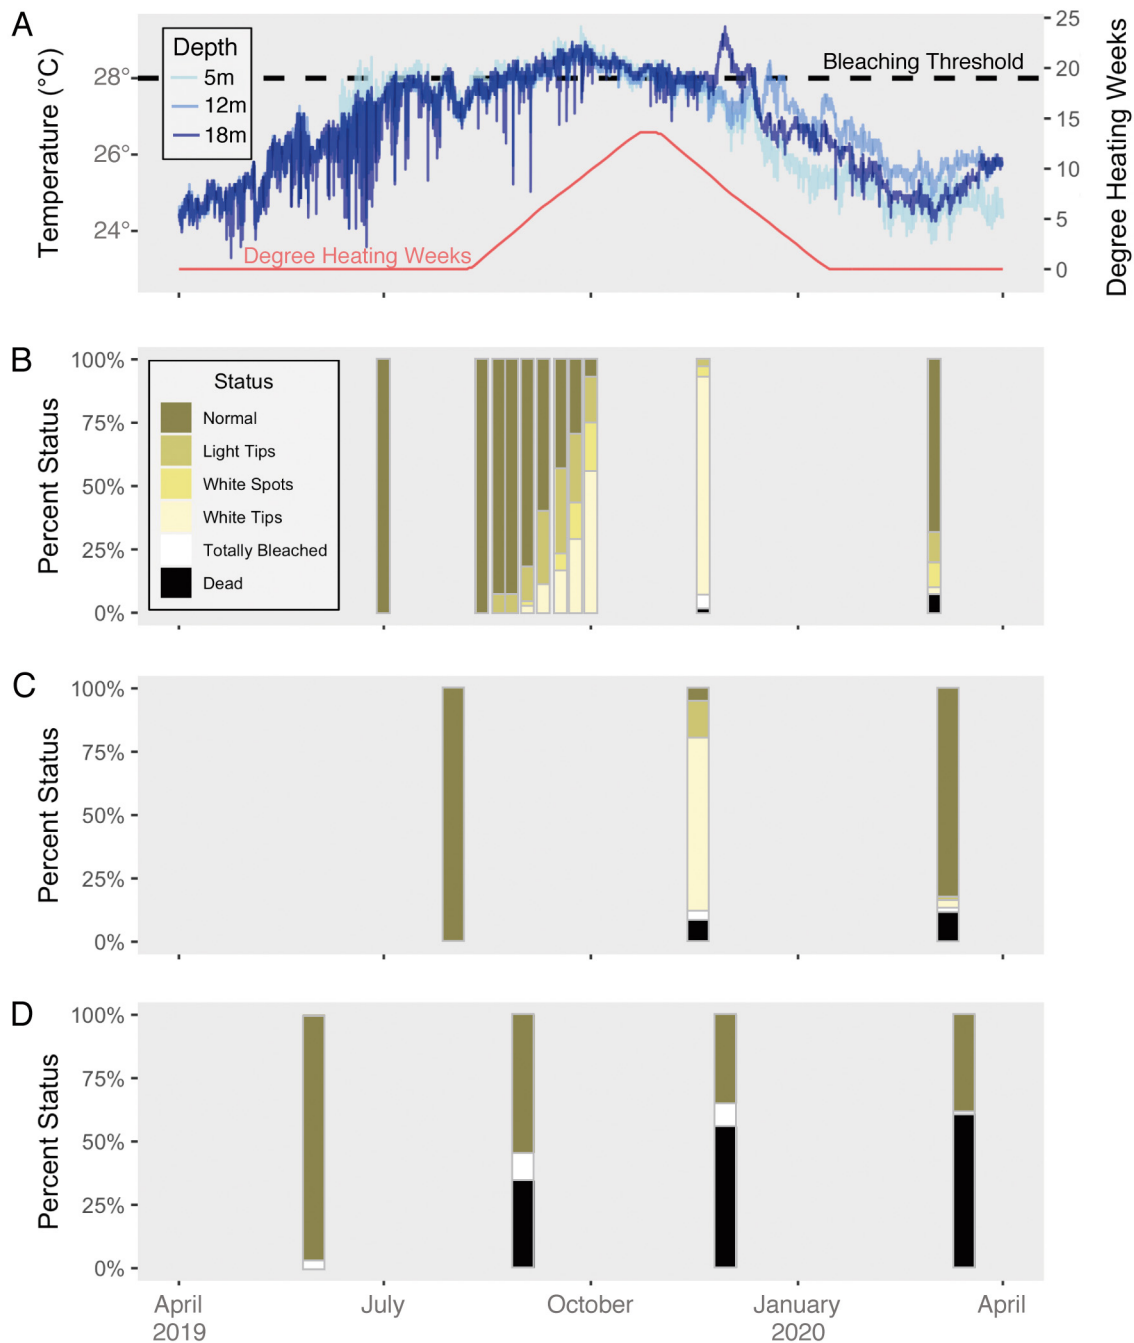 A
Temperature (°C)
28°
26°
24°
Depth
5m
12m
18m
Bleaching Threshold
Degree Heating Weeks
25
20
15
10
5
0
Degree Heating Weeks
B
Percent Status
100%
75%
50%
25%
0%
Status
Normal
Light Tips
White Spots
White Tips
Totally Bleached
Dead
C
Percent Status
100%
75%
50%
25%
0%
D
Percent Status
100%
75%
50%
25%
0%
April
2019
July
October
January
2020
April